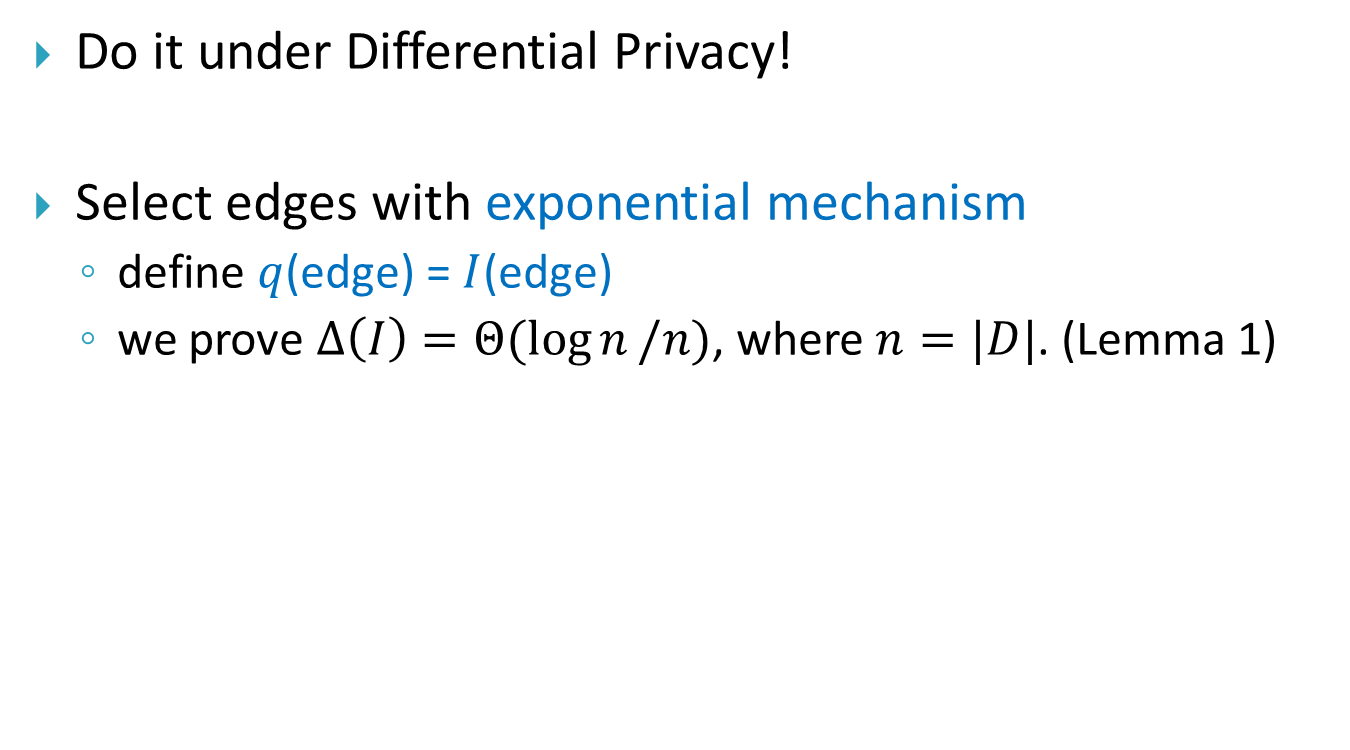 Do it under Differential Privacy!
Select edges with exponential mechanism
define q(edge) = I(edge)
we prove Δ(I) = Θ(log n /n), where n = |D|. (Lemma 1)